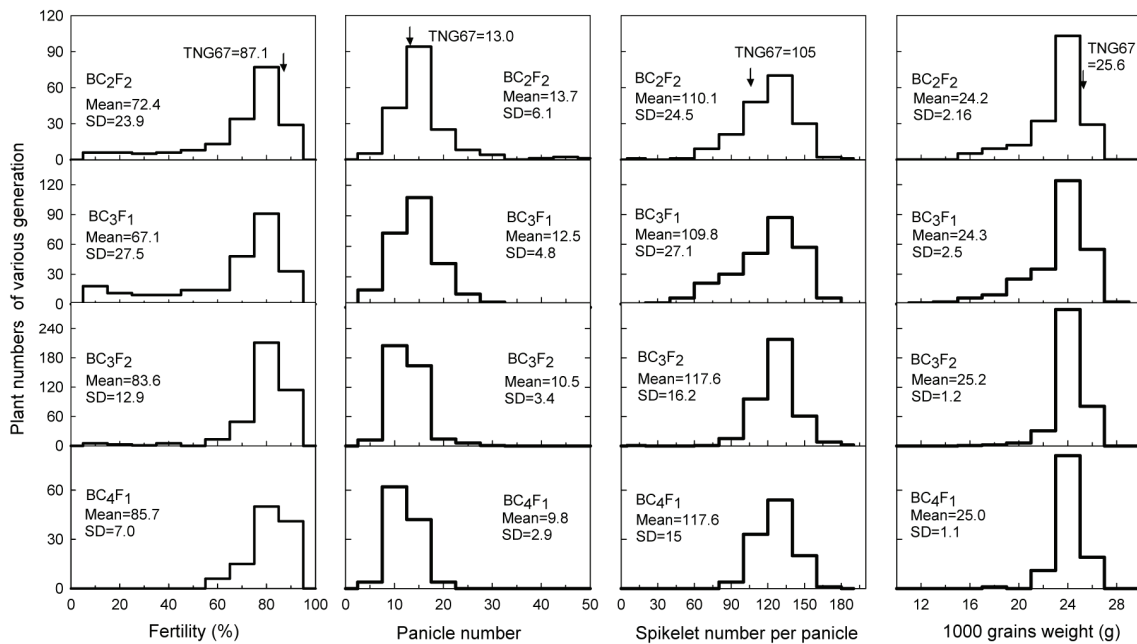 120
90
60
30
0
TNG67=87.1
BC2F2
Mean=72.4
SD=23.9
TNG67=13.0
BC2F2
Mean=13.7
SD=6.1
TNG67=105
BC2F2
Mean=110.1
SD=24.5
TNG67
=25.6
BC2F2
Mean=24.2
SD=2.16
90
60
30
0
BC3F1
Mean=67.1
SD=27.5
BC3F1
Mean=12.5
SD=4.8
BC3F1
Mean=109.8
SD=27.1
BC3F1
Mean=24.3
SD=2.5
240
180
120
60
0
BC3F2
Mean=83.6
SD=12.9
BC3F2
Mean=10.5
SD=3.4
BC3F2
Mean=117.6
SD=16.2
BC3F2
Mean=25.2
SD=1.2
60
30
0
BC4F1
Mean=85.7
SD=7.0
BC4F1
Mean=9.8
SD=2.9
BC4F1
Mean=117.6
SD=15
BC4F1
Mean=25.0
SD=1.1
Plant numbers of various generation
0 20 40 60 80 100
0 10 20 30 40 50
0 30 60 90 120 150 180
12 16 20 24 28
Fertility (%)
Panicle number
Spikelet number per panicle
1000 grains weight (g)